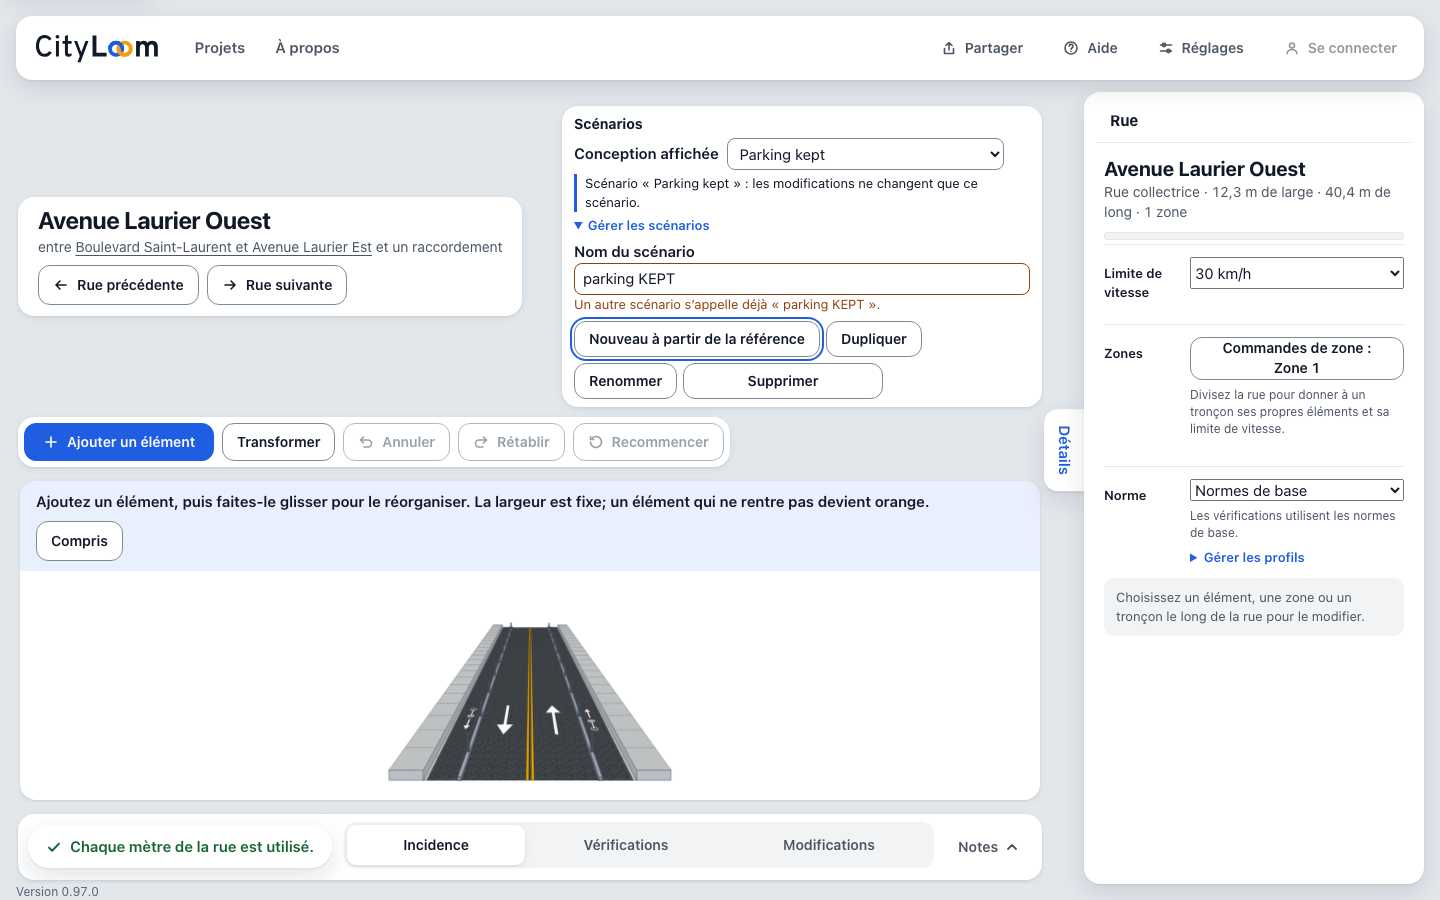 CityLoom
Projets
À propos
Partager
Aide
Réglages
Se connecter
Avenue Laurier Ouest
entre Boulevard Saint-Laurent et Avenue Laurier Est et un raccordement
Rue précédente
Rue suivante
Scénarios
Conception affichée
Parking kept
Scénario « Parking kept » : les modifications ne changent que ce
scénario.
Gérer les scénarios
Nom du scénario
parking KEPT
Un autre scénario s’appelle déjà « parking KEPT ».
Nouveau à partir de la référence
Dupliquer
Renommer
Supprimer
Ajouter un élément
Transformer
Annuler
Rétablir
Recommencer
Ajoutez un élément, puis faites-le glisser pour le réorganiser. La largeur est fixe; un élément qui ne rentre pas devient orange.
Compris
Chaque mètre de la rue est utilisé.
Incidence
Vérifications
Modifications
Notes
Version 0.97.0
Détails
Rue
Avenue Laurier Ouest
Rue collectrice · 12,3 m de large · 40,4 m de
long · 1 zone
Limite de
vitesse
30 km/h
Zones
Commandes de zone :
Zone 1
Divisez la rue pour donner à un
tronçon ses propres éléments et sa
limite de vitesse.
Norme
Normes de base
Les vérifications utilisent les normes
de base.
Gérer les profils
Choisissez un élément, une zone ou un
tronçon le long de la rue pour le modifier.